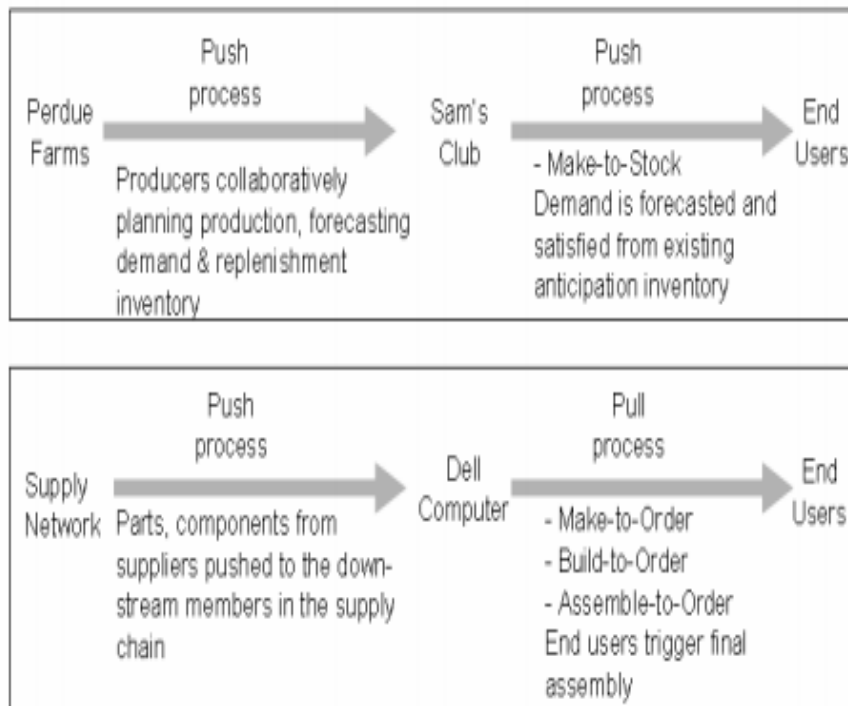 Push
process
Perdue
Farms
Producers collaboratively
planning production, forecasting
demand & replenishment
inventory
Sam's
Club
Push
process
- Make-to-Stock
Demand is forecasted and
satisfied from existing
anticipation inventory
End
Users
Push
process
Supply
Network
Parts, components from
suppliers pushed to the down-
stream members in the supply
chain
Dell
Computer
Pull
process
- Make-to-Order
- Build-to-Order
- Assemble-to-Order
End users trigger final
assembly
End
Users